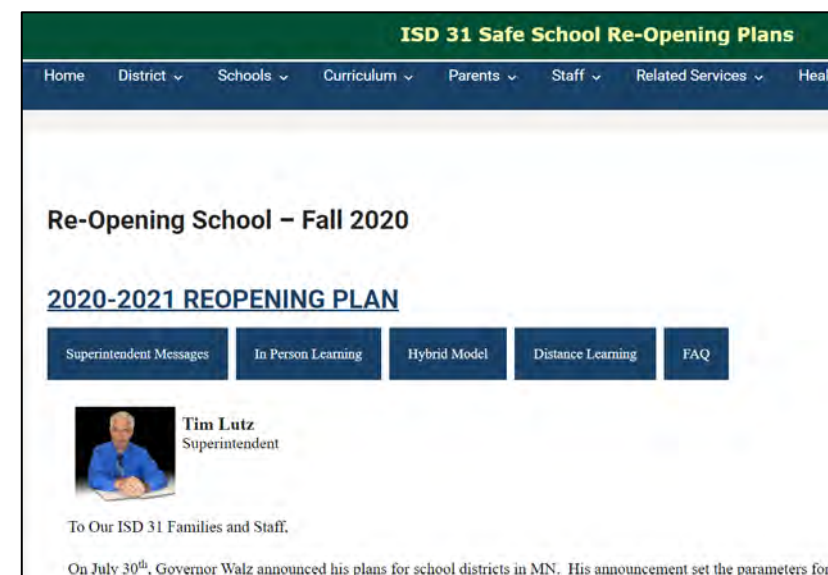 ISD 31 Safe School Re-Opening Plans
Home District Schools Curriculum Parents Staff Related Services
Re-Opening School – Fall 2020
2020-2021 REOPENING PLAN
Superintendent Messages In Person Learning Hybrid Model Distance Learning FAQ
Tim Lutz
Superintendent
To Our ISD 31 Families and Staff,
On July 30th, Governor Walz announced his plans for school districts in MN. His announcement set the parameters for